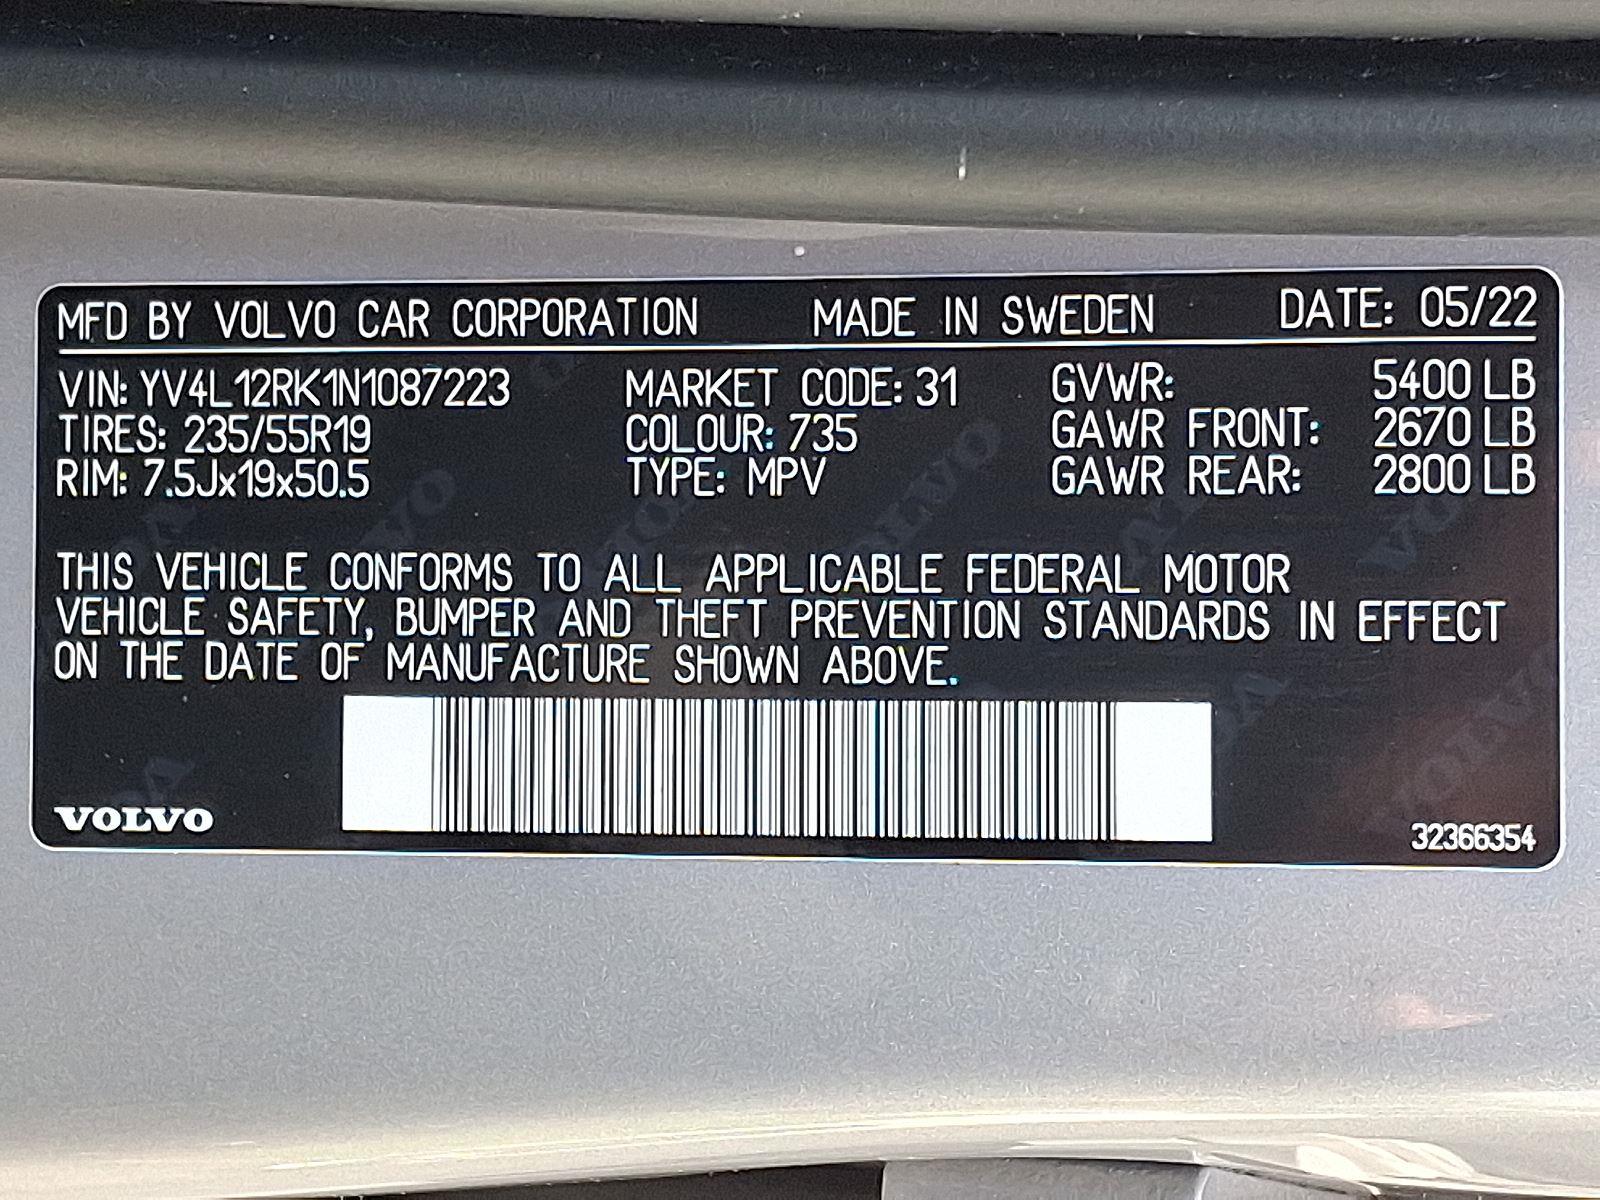 MFD BY VOLVO CAR CORPORATION MADE IN SWEDEN DATE: 05/22
VIN: YV4L12RK1N1087223 MARKET CODE: 31 GVWR: 5400 LB
TIRES: 235/55R19 COLOUR: 735 GAWR FRONT: 2670 LB
RIM: 7.5Jx19x50.5 TYPE: MPV GAWR REAR: 2800 LB
THIS VEHICLE CONFORMS TO ALL APPLICABLE FEDERAL MOTOR
VEHICLE SAFETY, BUMPER AND THEFT PREVENTION STANDARDS IN EFFECT
ON THE DATE OF MANUFACTURE SHOWN ABOVE.
VOLVO
32366354